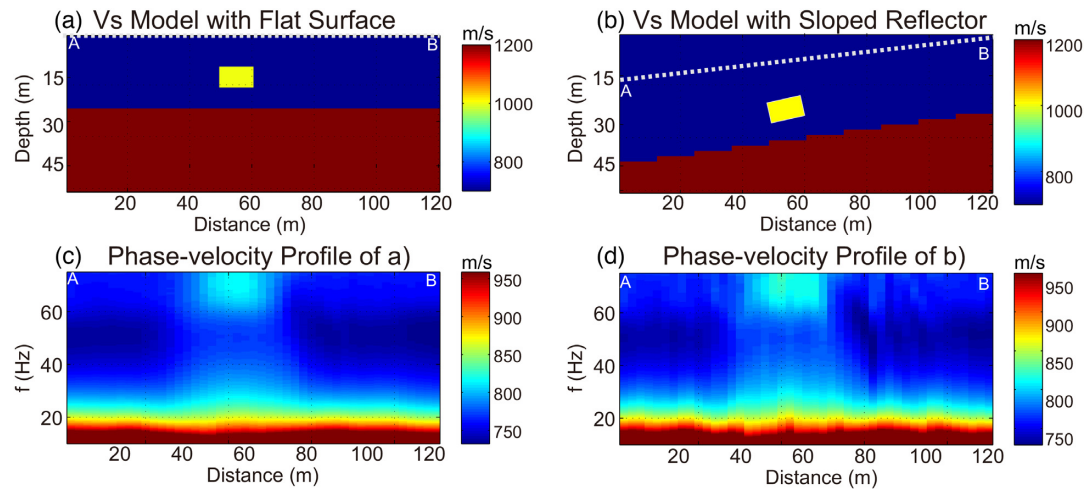 (a) Vs Model with Flat Surface
m/s
A
B
1200
1000
800
15
30
45
Depth (m)
20
40
60
80
100
120
Distance (m)
(b) Vs Model with Sloped Reflector
m/s
A
B
1200
1000
800
15
30
45
Depth (m)
20
40
60
80
100
120
Distance (m)
(c) Phase-velocity Profile of a)
m/s
A
B
950
900
850
800
750
60
40
20
f (Hz)
20
40
60
80
100
120
Distance (m)
(d) Phase-velocity Profile of b)
m/s
A
B
950
900
850
800
750
60
40
20
f (Hz)
20
40
60
80
100
120
Distance (m)